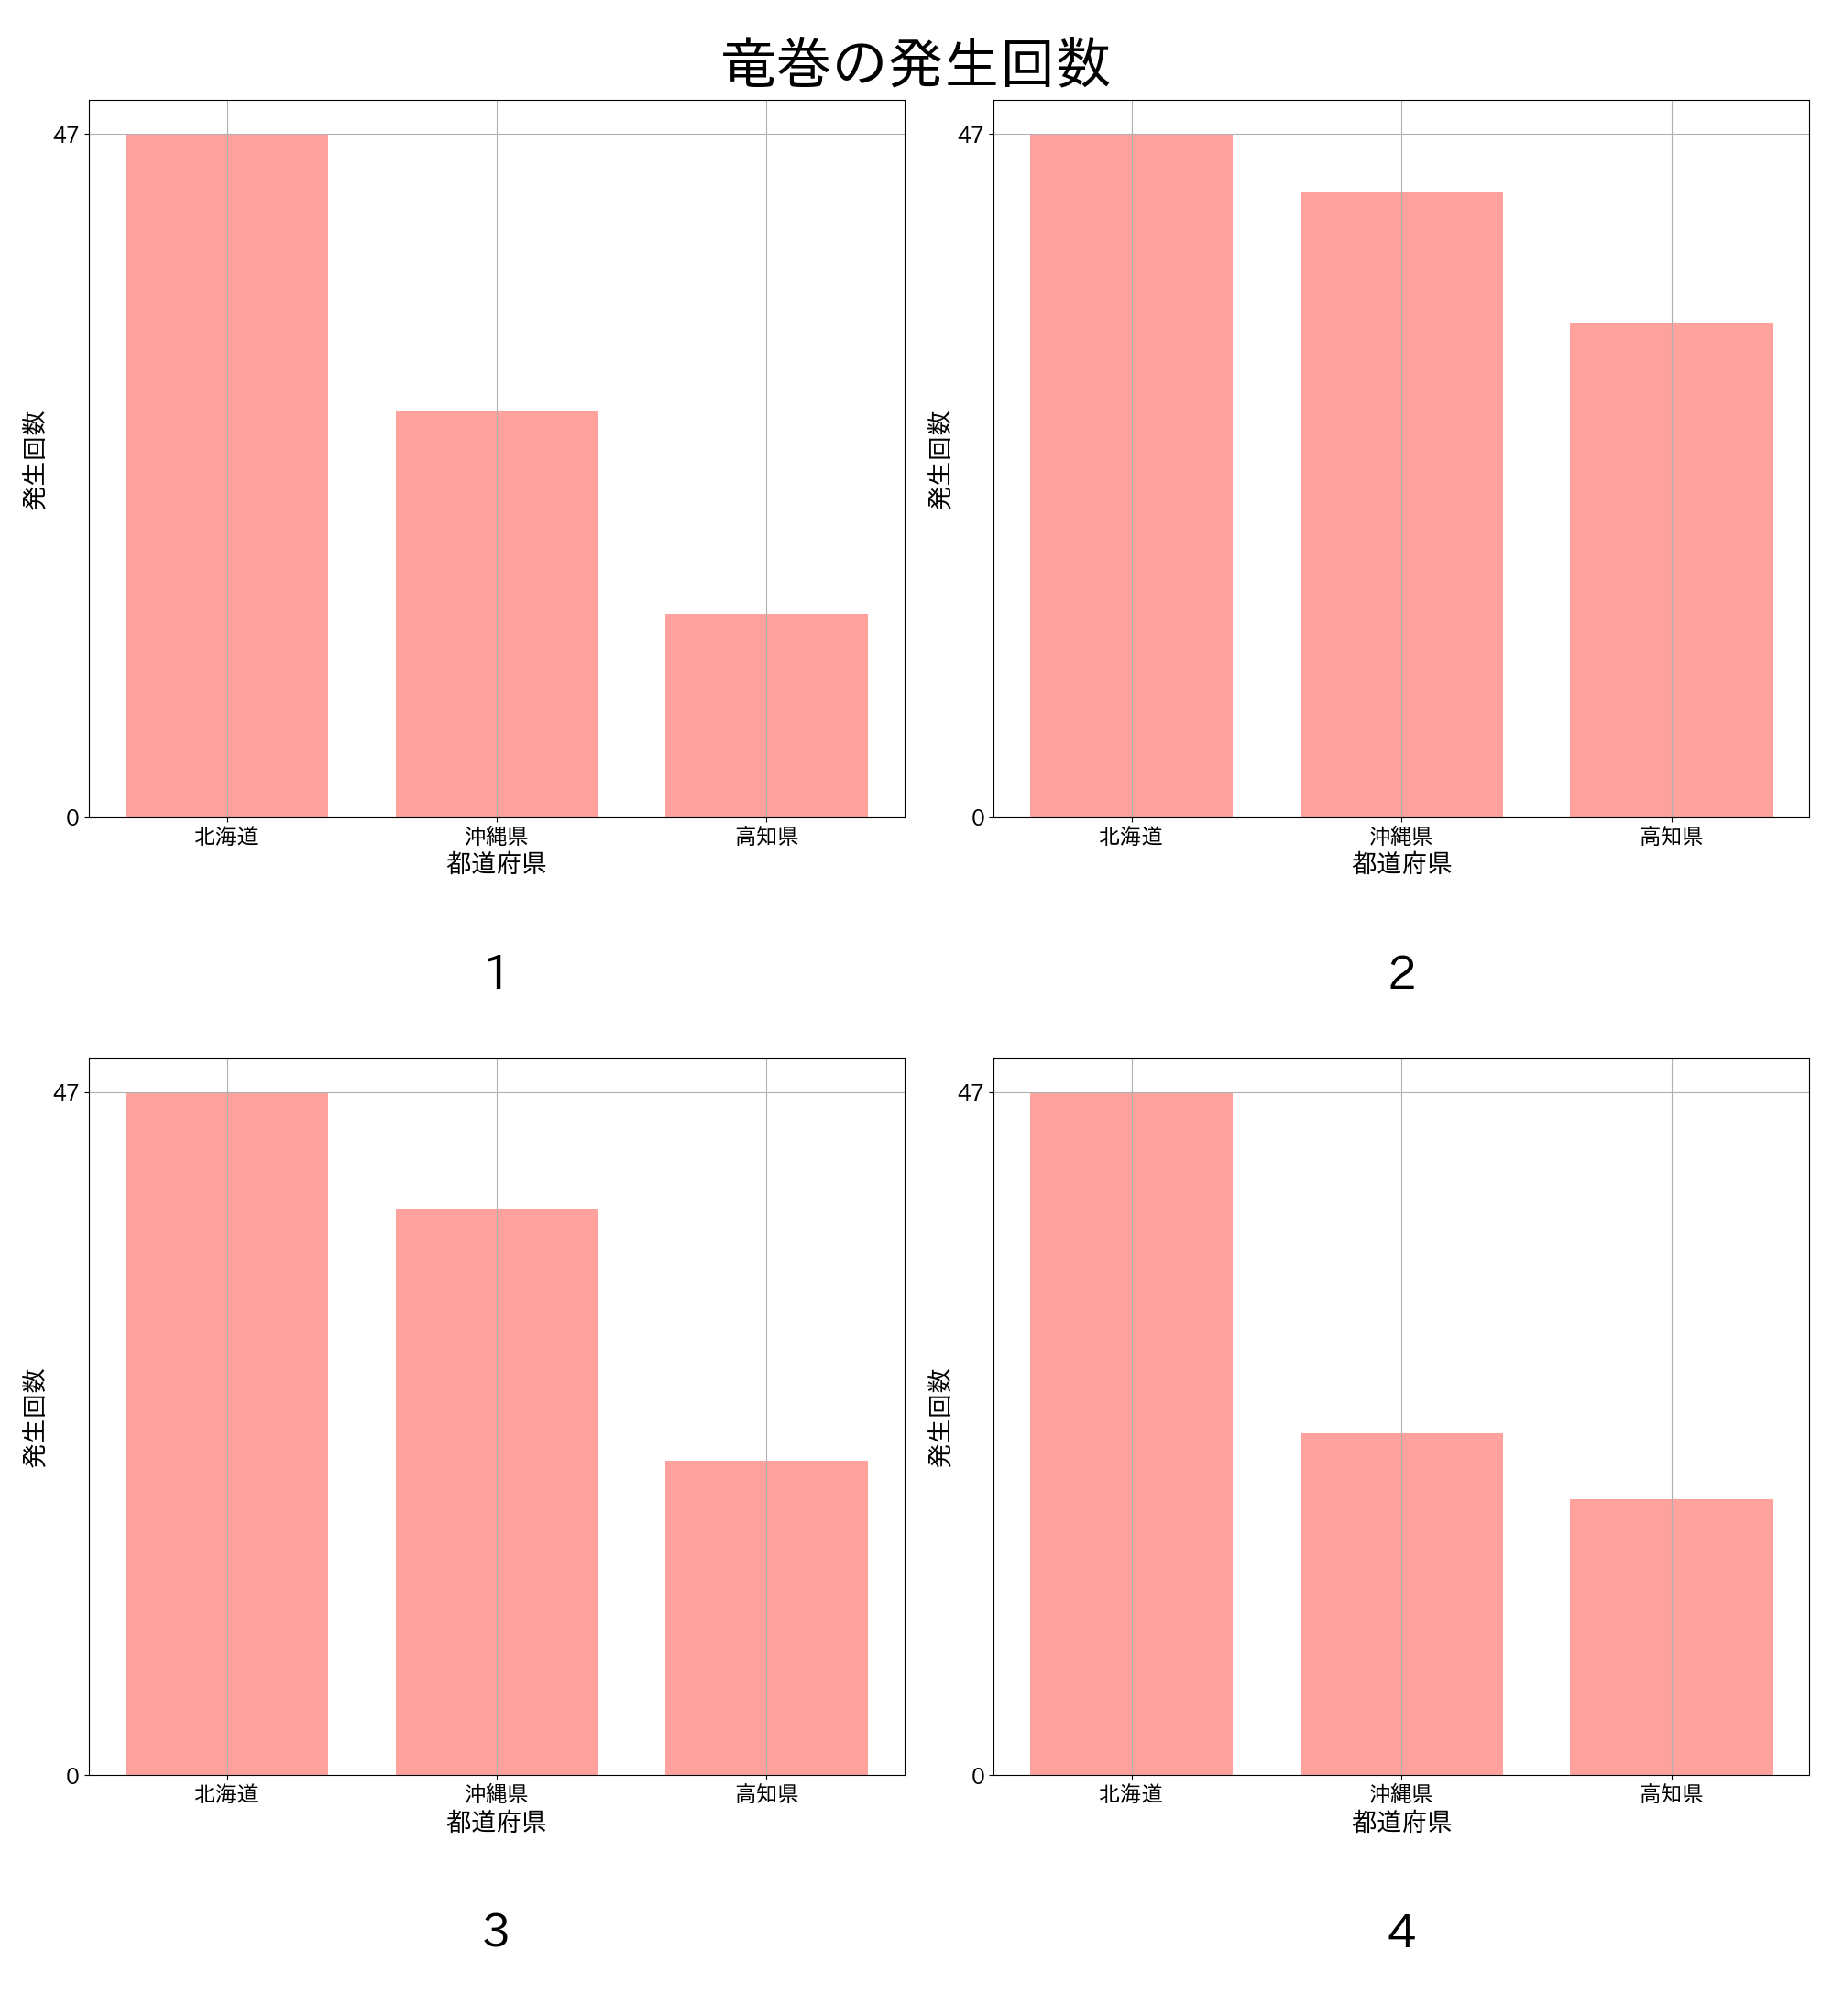 竜巻の発生回数
47
発生回数
0
北海道 沖縄県 高知県
都道府県
1
47
発生回数
0
北海道 沖縄県 高知県
都道府県
2
47
発生回数
0
北海道 沖縄県 高知県
都道府県
3
47
発生回数
0
北海道 沖縄県 高知県
都道府県
4